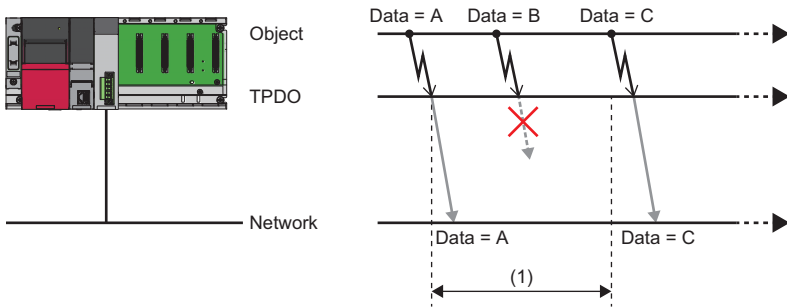 Data = A Data = B Data = C
Object
TPDO
Network
Data = A Data = C
(1)